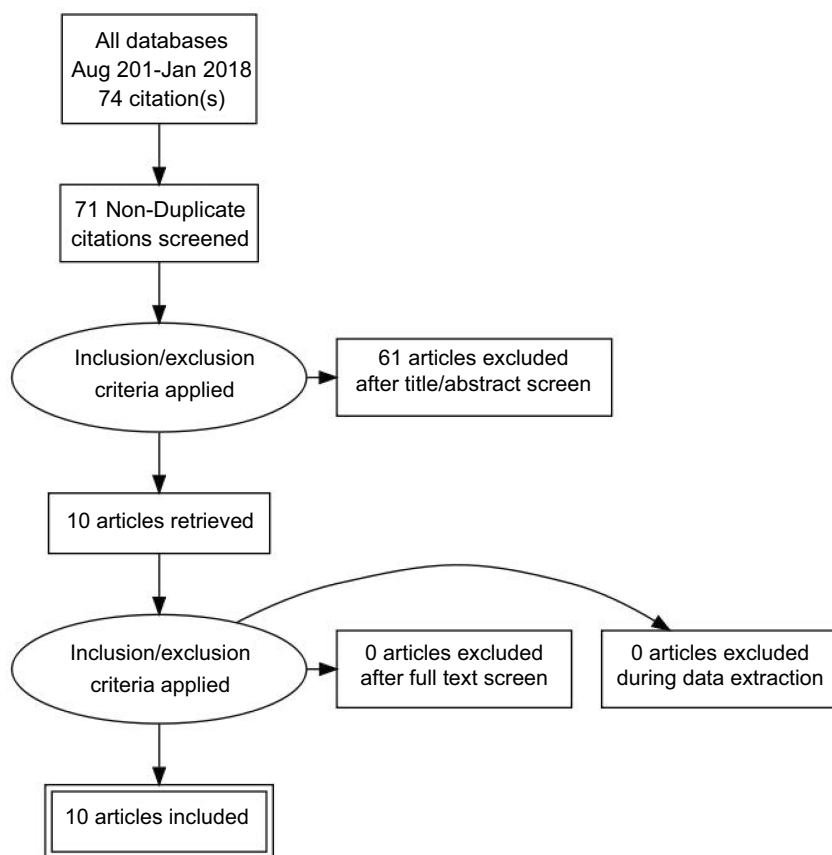 All databases
Aug 201-Jan 2018
74 citation(s)
71 Non-Duplicate
citations screened
Inclusion/exclusion
criteria applied
61 articles excluded
after title/abstract screen
10 articles retrieved
Inclusion/exclusion
criteria applied
0 articles excluded
after full text screen
0 articles excluded
during data extraction
10 articles included